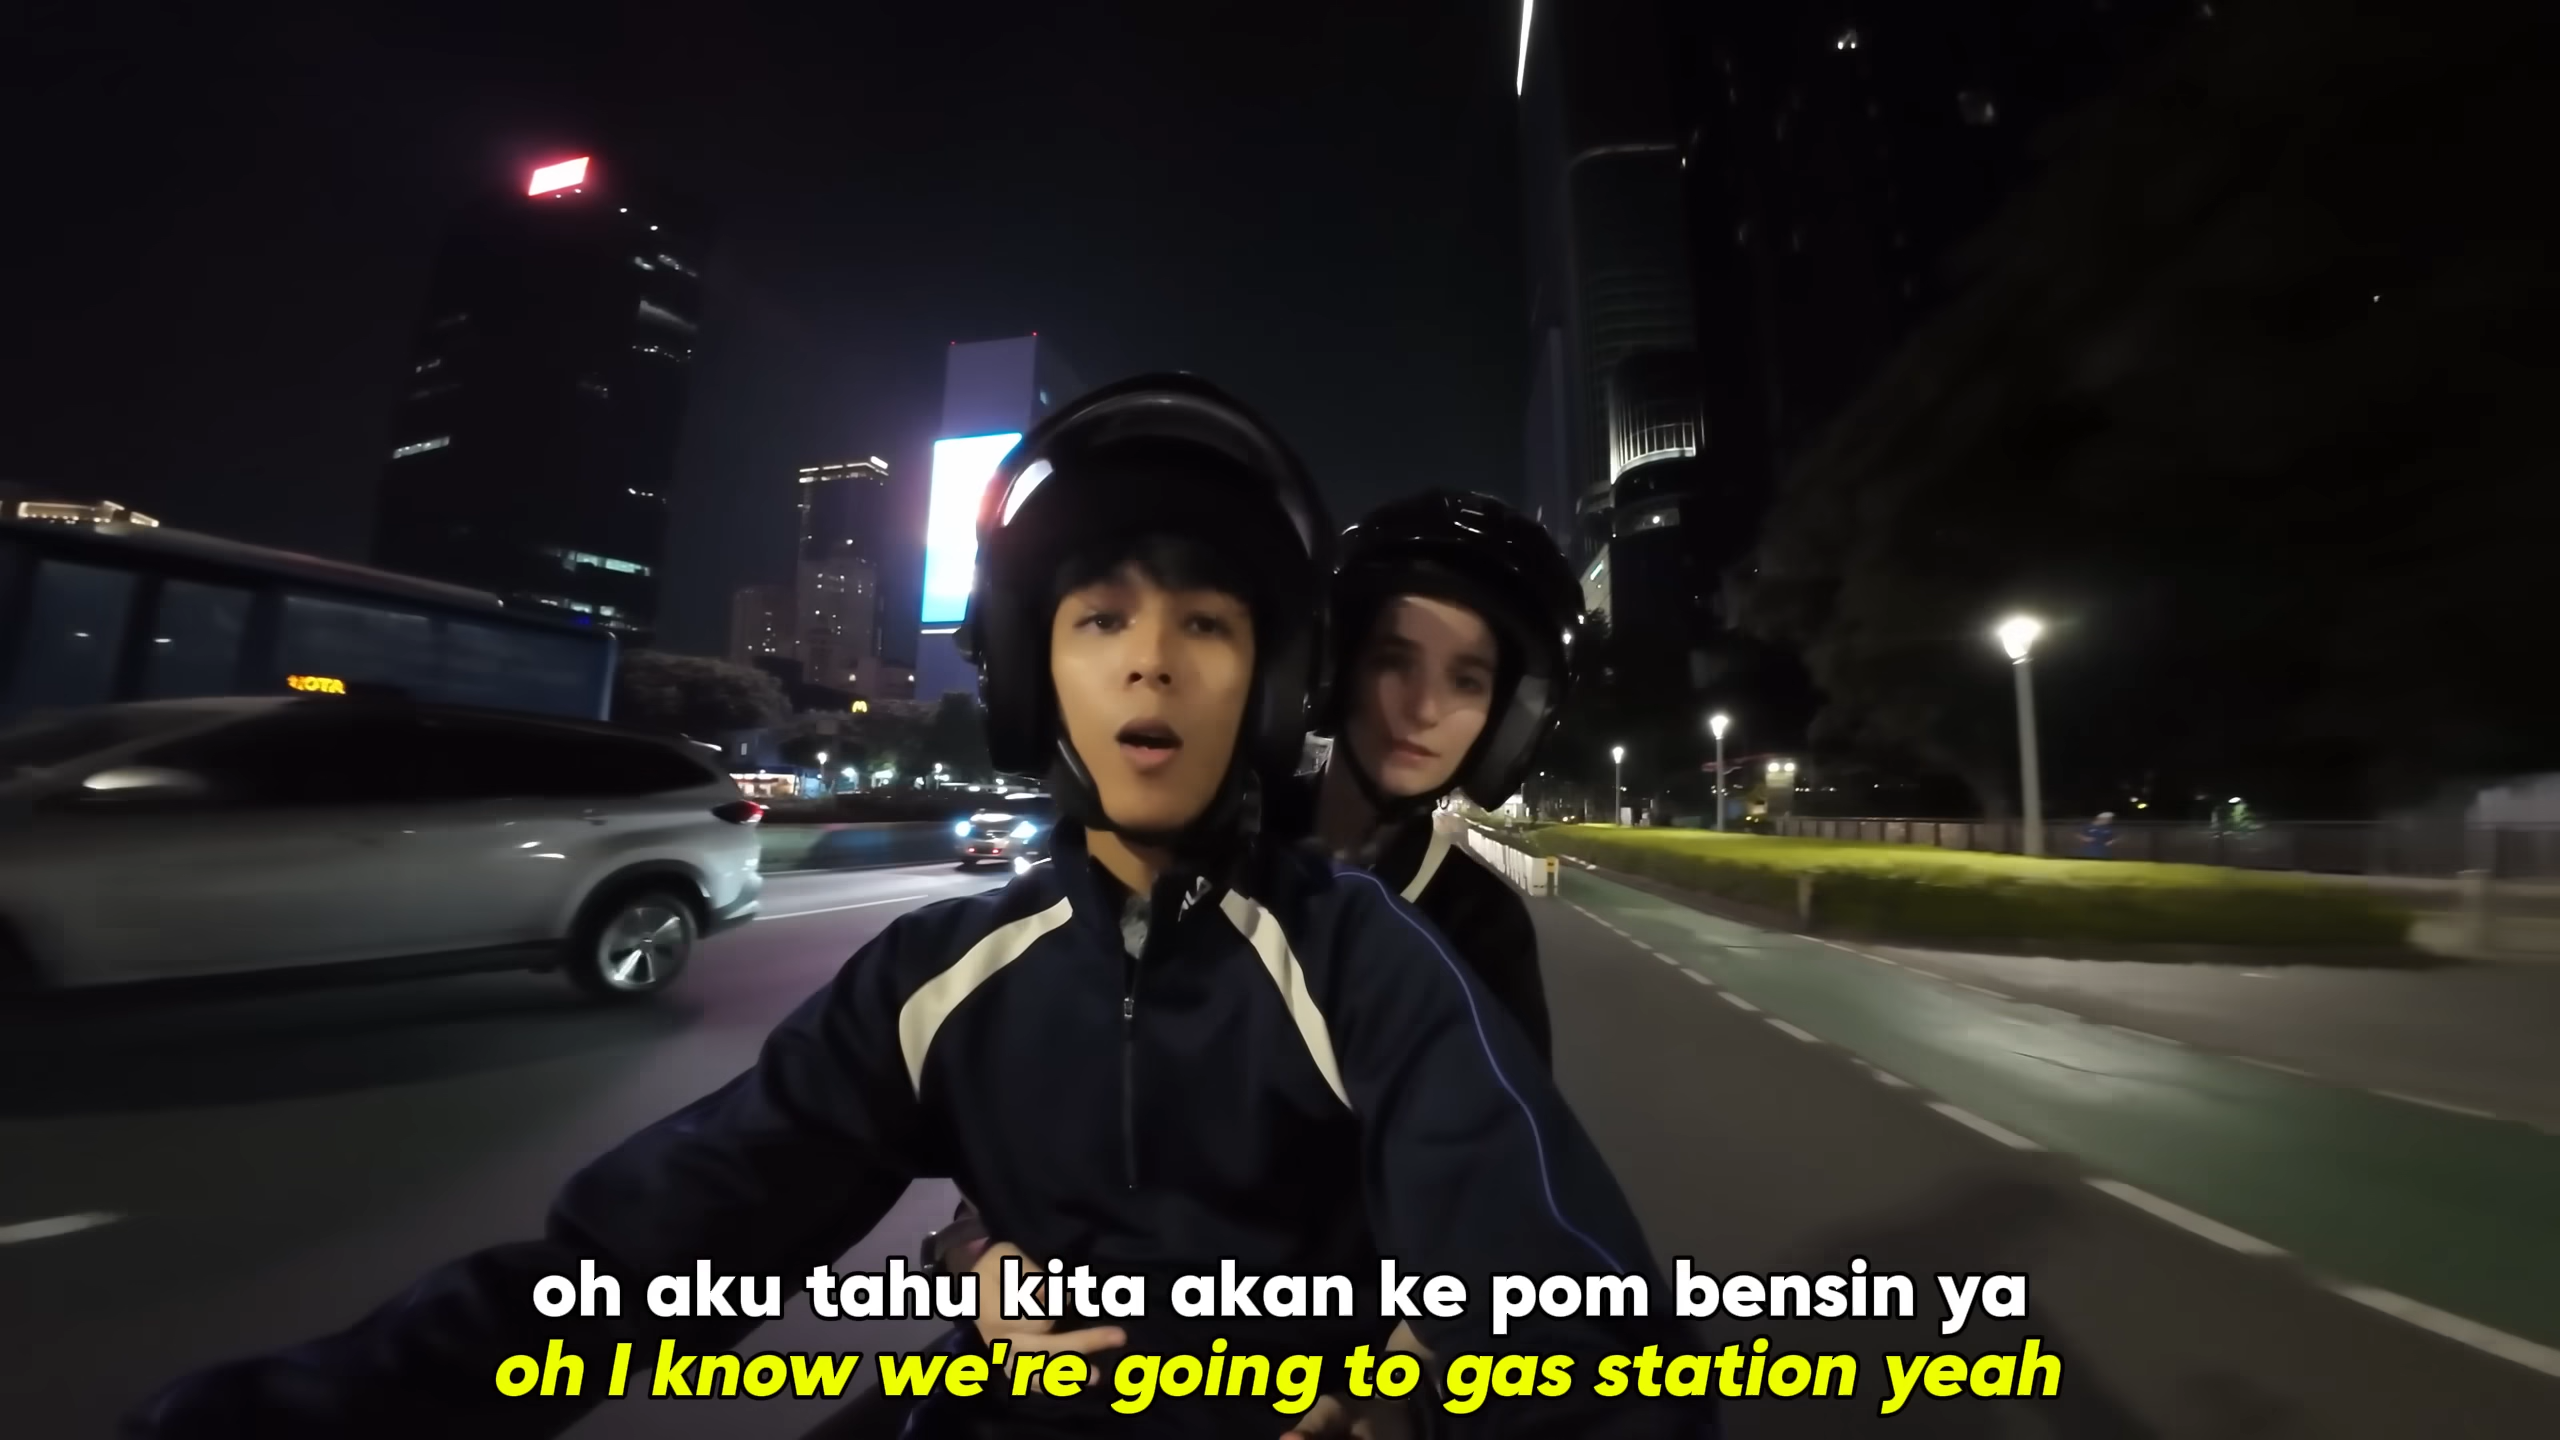 oh aku tahu kita akan ke pom bensin ya
oh I know we're going to gas station yeah